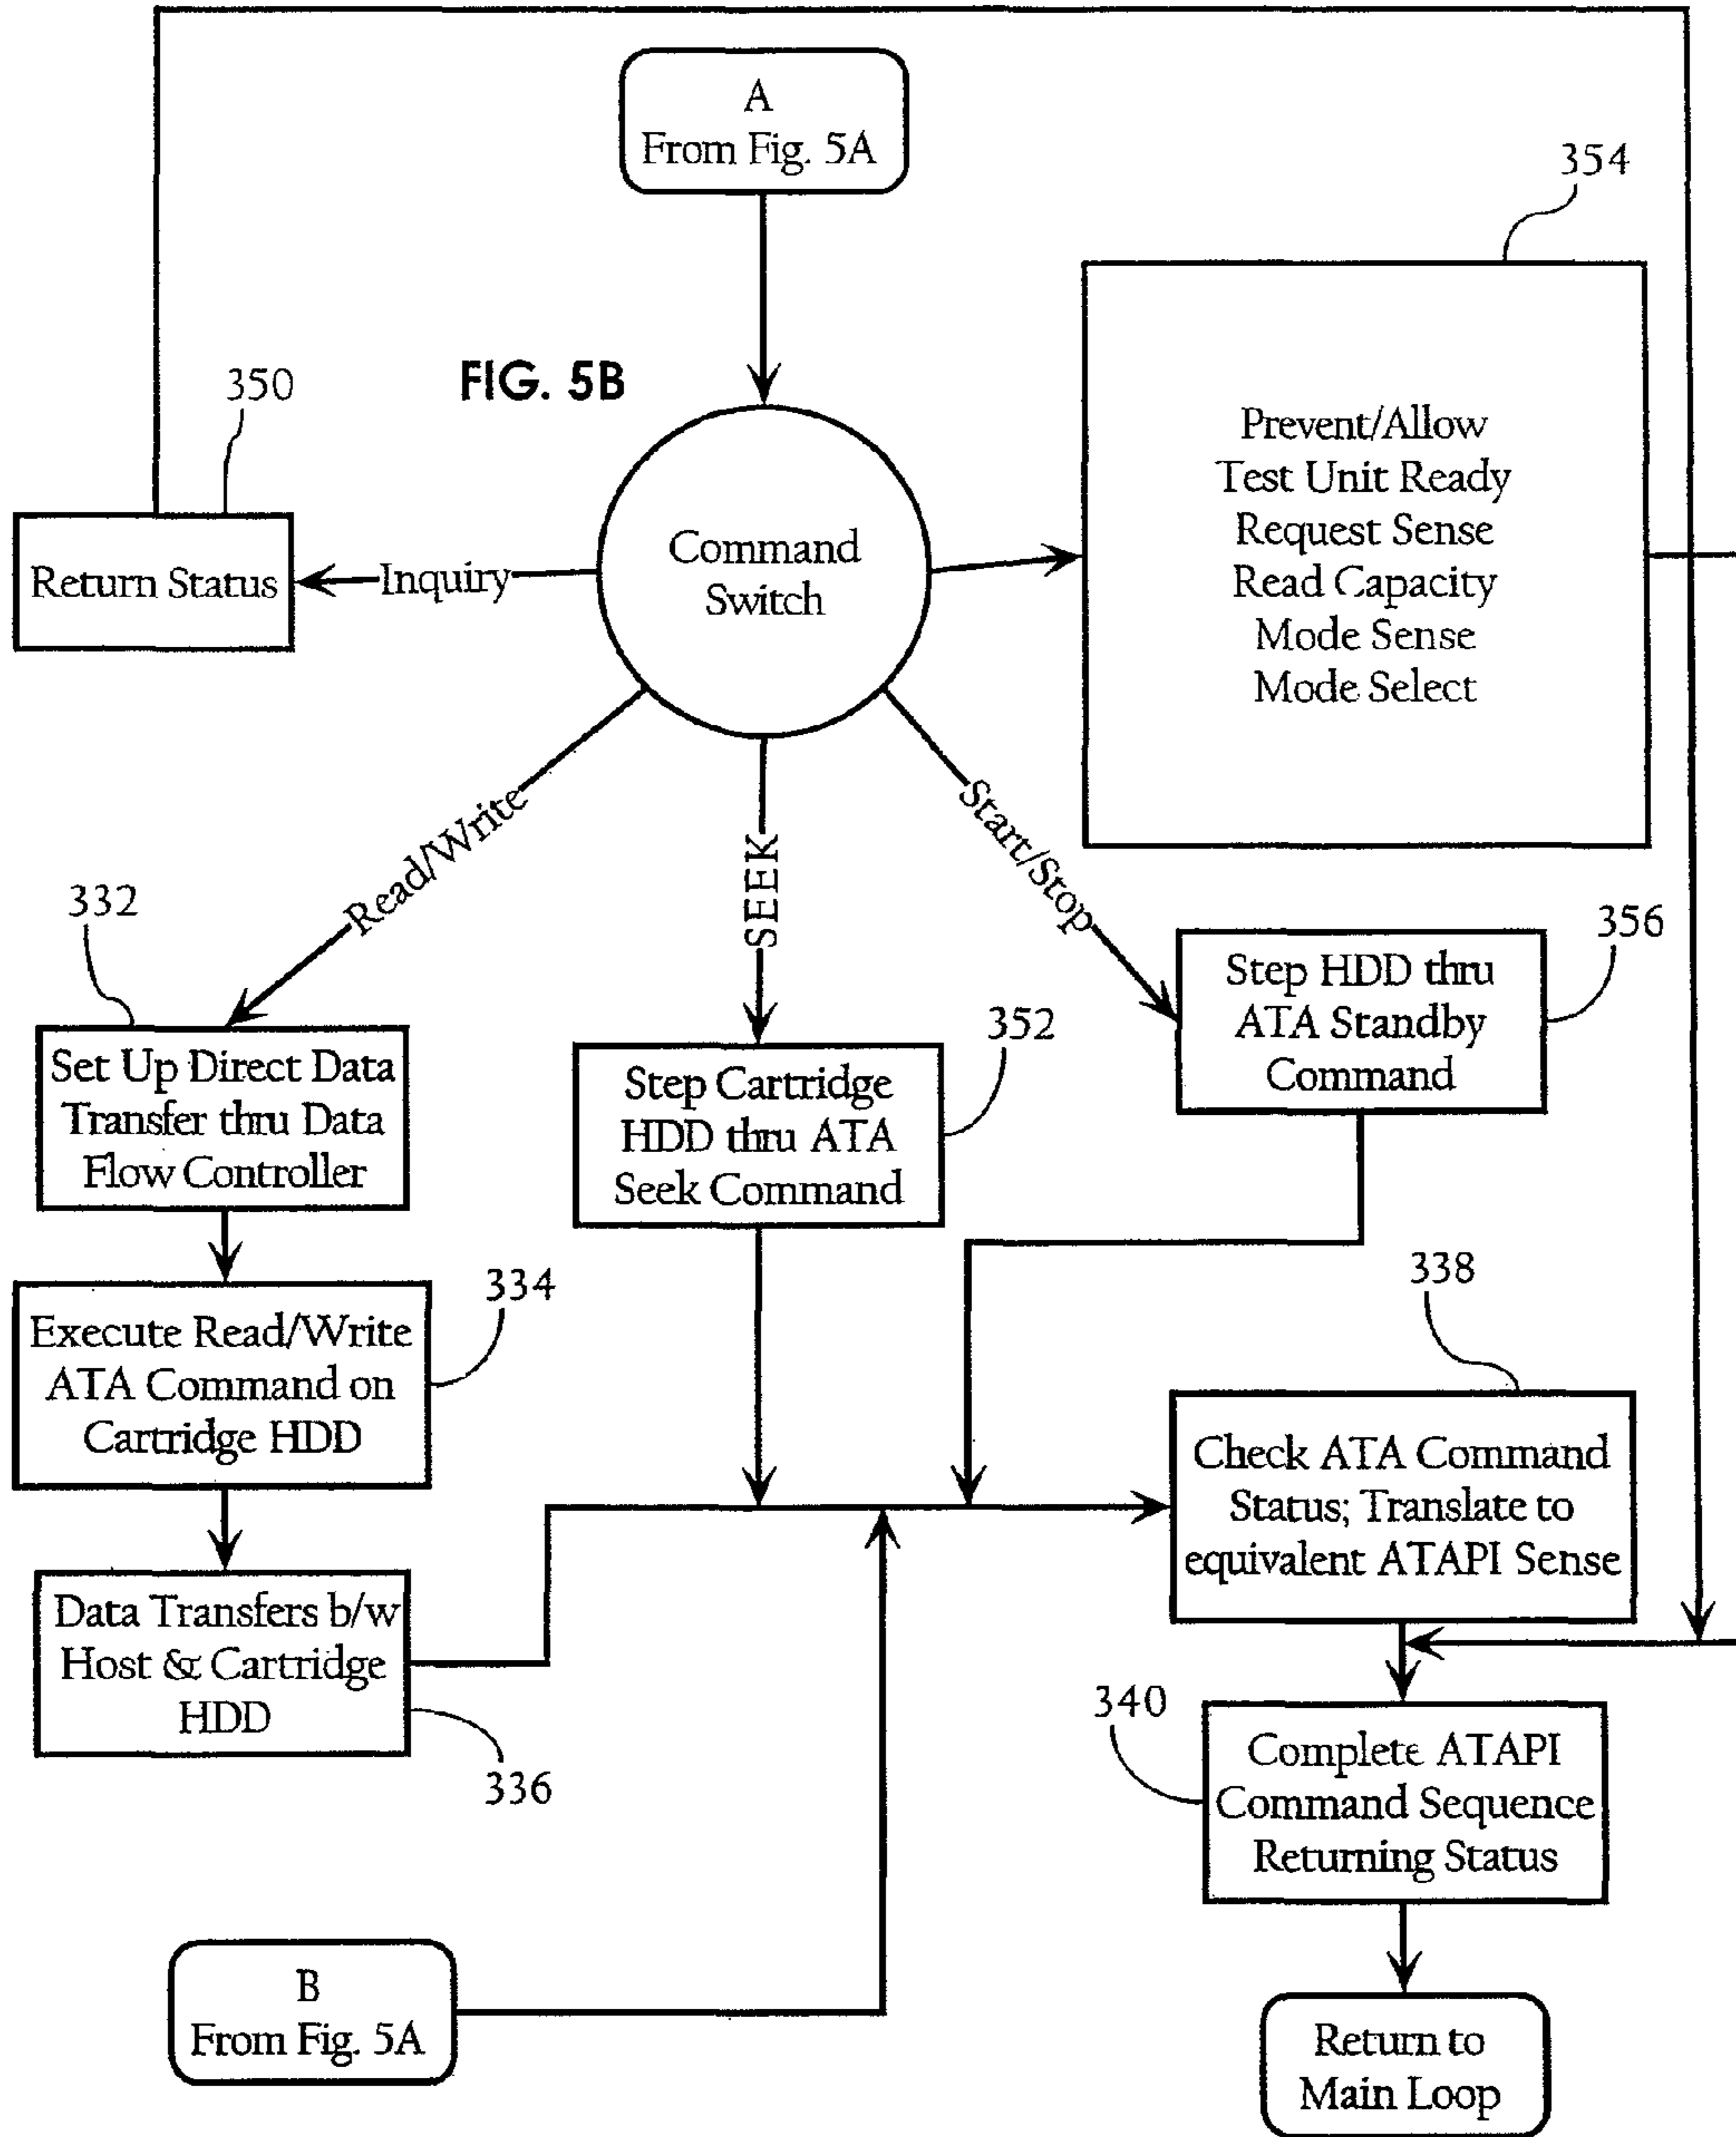 A
From Fig. 5A
354
350
FIG. 5B
Command
Switch
Prevent/Allow
Test Unit Ready
Request Sense
Read Capacity
Mode Sense
Mode Select
Return Status
Inquiry
Read/Write
SEEK
Start/Stop
332
Set Up Direct Data
Transfer thru Data
Flow Controller
352
Step Cartridge
HDD thru ATA
Seek Command
356
Step HDD thru
ATA Standby
Command
334
Execute Read/Write
ATA Command on
Cartridge HDD
338
Check ATA Command
Status; Translate to
equivalent ATAPI Sense
Data Transfers b/w
Host & Cartridge
HDD
336
340
Complete ATAPI
Command Sequence
Returning Status
B
From Fig. 5A
Return to
Main Loop